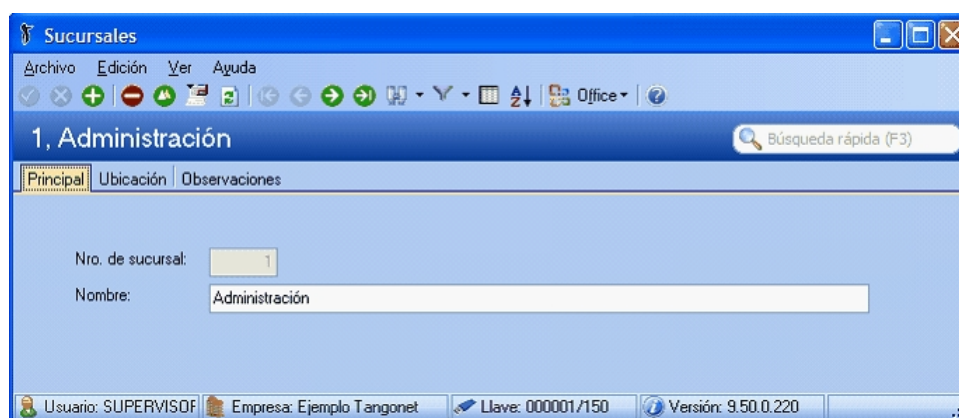 Sucursales
Archivo Edición Ver Ayuda
Office
1, Administración
Búsqueda rápida (F3)
Principal Ubicación Observaciones
Nro. de sucursal: 1
Nombre: Administración
Usuario: SUPERVISOF Empresa: Ejemplo Tangonet Llave: 000001/150 Versión: 9.50.0.220